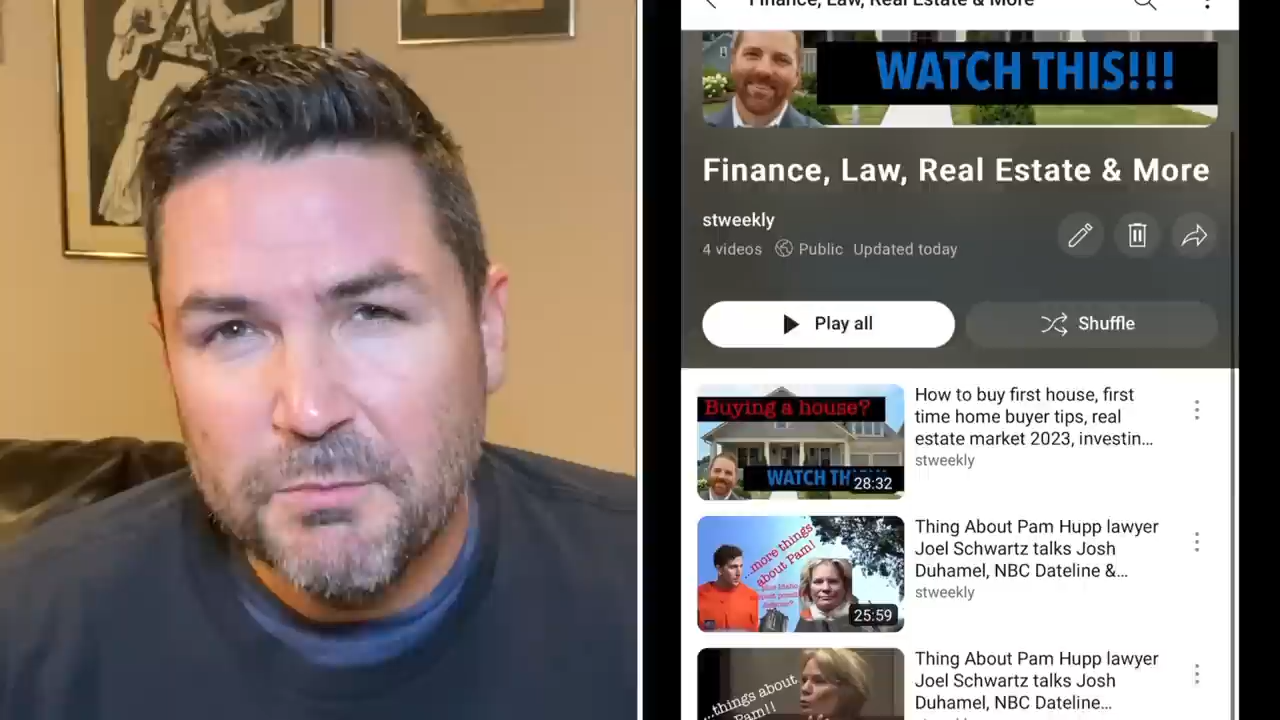 Finance, Law, Real Estate & More
WATCH THIS!!!
Finance, Law, Real Estate & More
stweekly
4 videos Public Updated today
Play all
Shuffle
Buying a house?
WATCH TH
28:32
How to buy first house, first
time home buyer tips, real
estate market 2023, investin...
stweekly
...more things
about Pam!
25:59
Thing About Pam Hupp lawyer
Joel Schwartz talks Josh
Duhamel, NBC Dateline &...
stweekly
...things about
Pam!!
Thing About Pam Hupp lawyer
Joel Schwartz talks Josh
Duhamel, NBC Dateline...